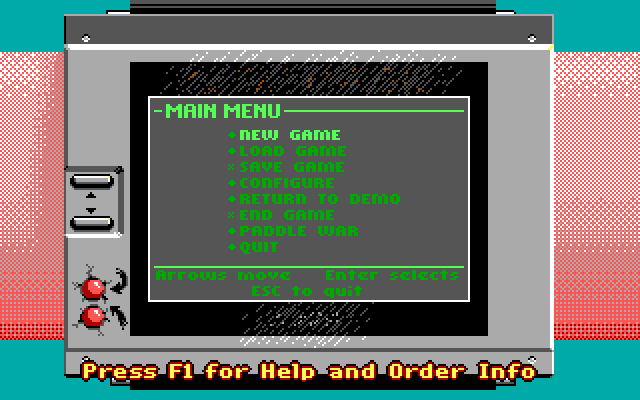 MAIN MENU
NEW GAME
LOAD GAME
SAVE GAME
CONFIGURE
RETURN TO DEMO
END GAME
PADDLE WAR
QUIT
Arrows move Enter selects
ESC to quit
Press F1 for Help and Order Info